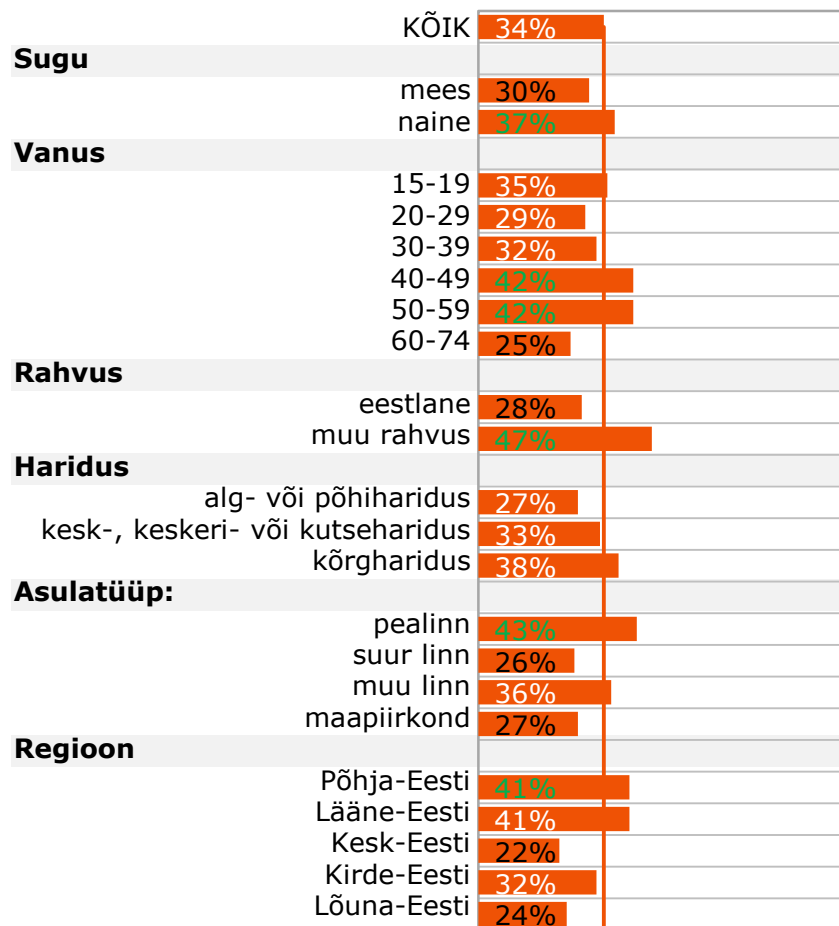 KÕIK 34%
Sugu
mees 30%
naine 37%
Vanus
15-19 35%
20-29 29%
30-39 32%
40-49 42%
50-59 42%
60-74 25%
Rahvus
eestlane 28%
muu rahvus 47%
Haridus
alg- või põhiharidus 27%
kesk-, keskeri- või kutseharidus 33%
kõrgharidus 38%
Asulatüüp:
pealinn 43%
suur linn 26%
muu linn 36%
maapiirkond 27%
Regioon
Põhja-Eesti 41%
Lääne-Eesti 41%
Kesk-Eesti 22%
Kirde-Eesti 32%
Lõuna-Eesti 24%